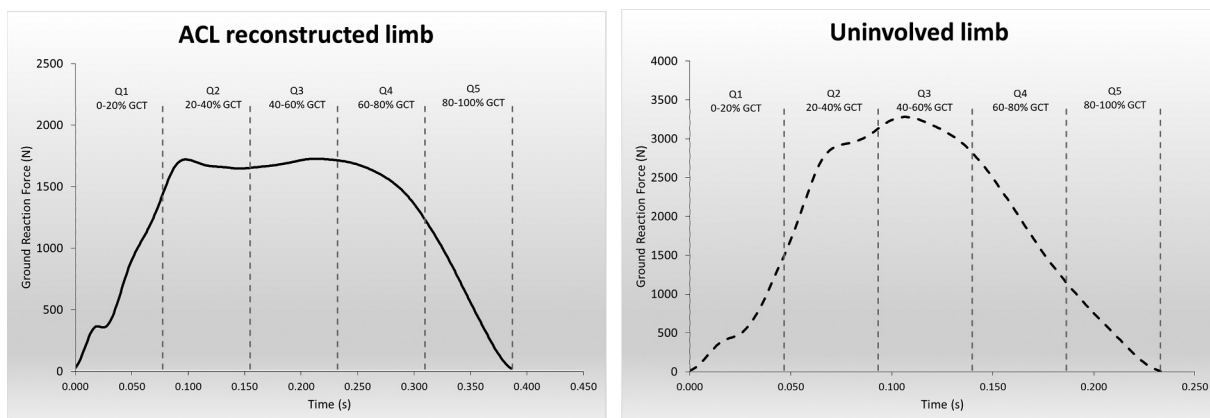 ACL reconstructed limb
2500
2000
1500
1000
500
0
Ground Reaction Force (N)
Q1
0-20% GCT
Q2
20-40% GCT
Q3
40-60% GCT
Q4
60-80% GCT
Q5
80-100% GCT
0.000 0.050 0.100 0.150 0.200 0.250 0.300 0.350 0.400 0.450
Time (s)
Uninvolved limb
4000
3500
3000
2500
2000
1500
1000
500
0
Ground Reaction Force (N)
Q1
0-20% GCT
Q2
20-40% GCT
Q3
40-60% GCT
Q4
60-80% GCT
Q5
80-100% GCT
0.000 0.050 0.100 0.150 0.200 0.250
Time (s)